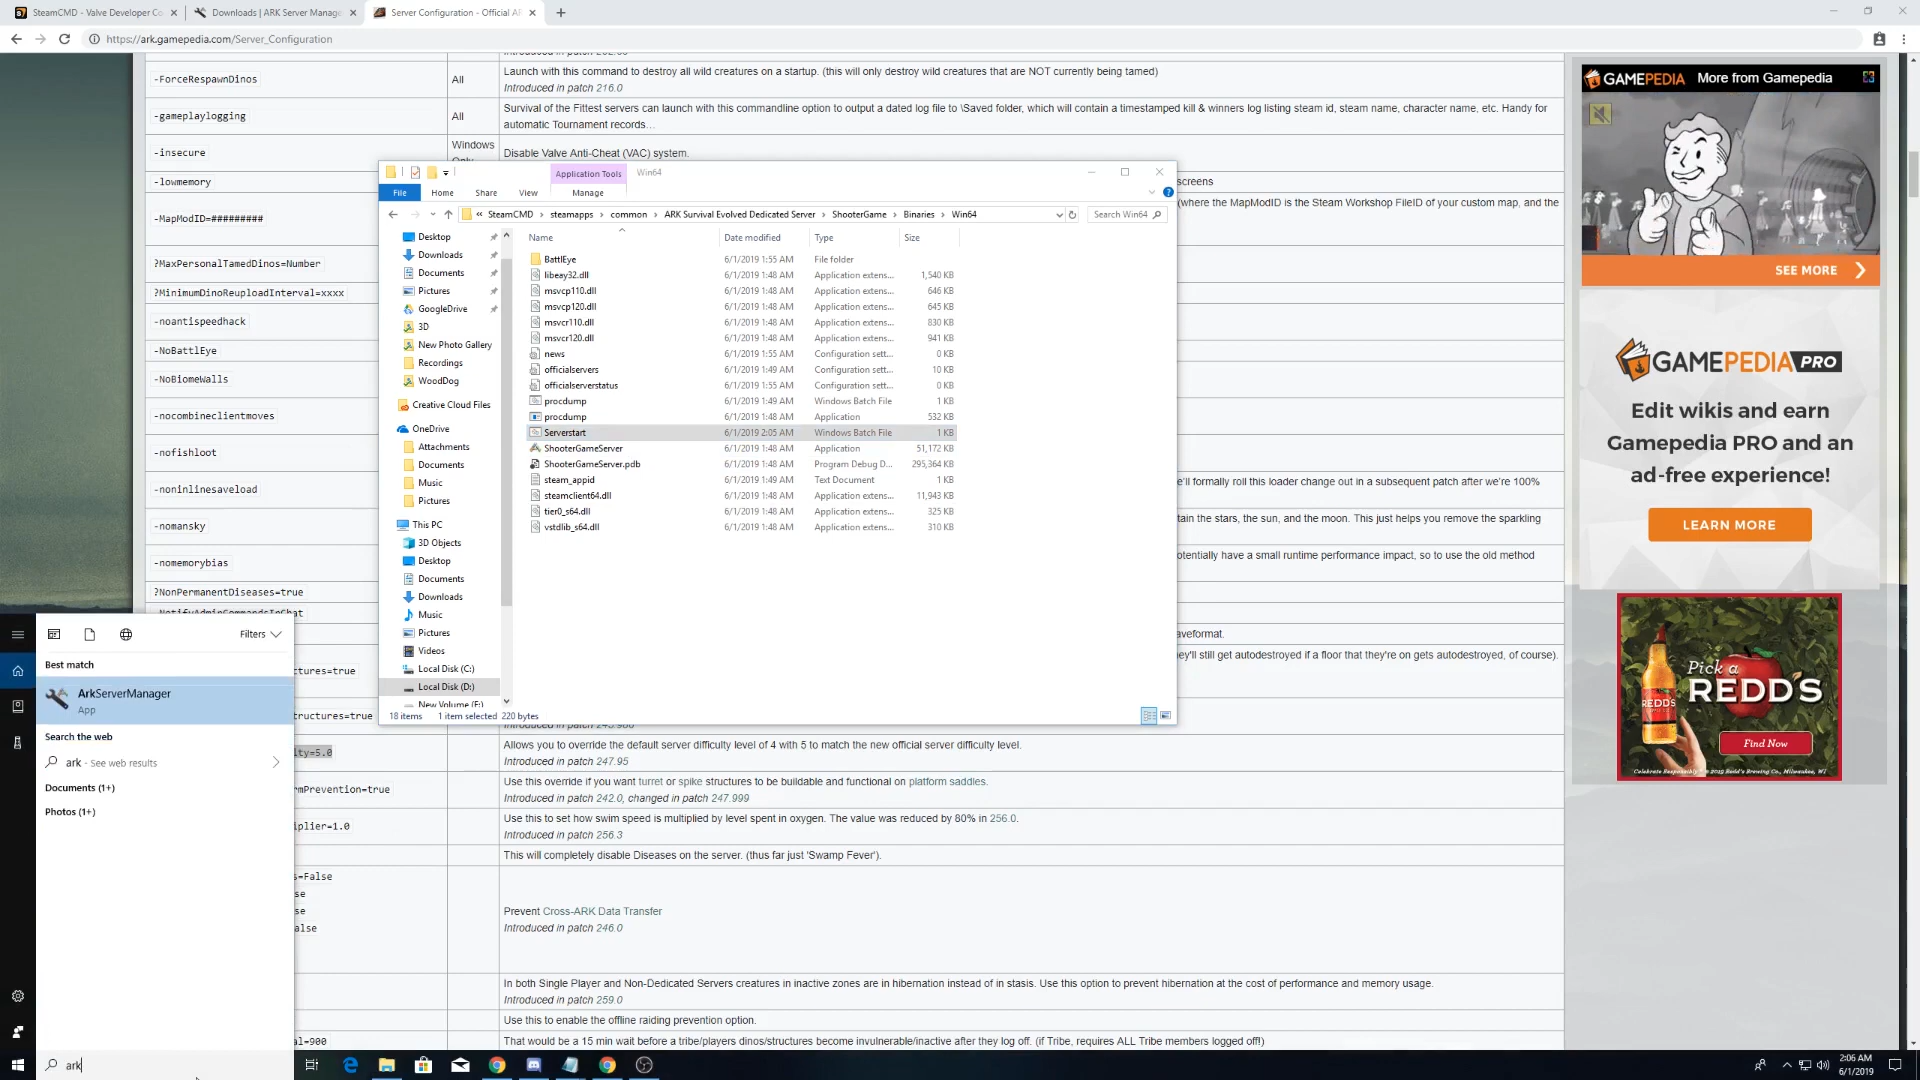 SteamCMD - Valve Developer Co
Downloads | ARK Server Manage
Server Configuration - Official AR
https://ark.gamepedia.com/Server_Configuration
-ForceRespawnDinos
All
Launch with this command to destroy all wild creatures on a startup. (this will only destroy wild creatures that are NOT currently being tamed)
Introduced in patch 216.0
-gameplaylogging
All
Survival of the Fittest servers can launch with this commandline option to output a dated log file to \Saved folder, which will contain a timestamped kill & winners log listing steam id, steam name, character name, etc. Handy for
automatic Tournament records…
-insecure
Windows
Disable Valve Anti-Cheat (VAC) system.
-lowmemory
screens
-MapModID=#########
(where the MapModID is the Steam Workshop FileID of your custom map, and the
?MaxPersonalTamedDinos=Number
?MinimumDinoReuploadInterval=xxxx
-noantispeedhack
-NoBattlEye
-NoBiomeWalls
-nocombineclientmoves
-nofishloot
-noninlinesaveload
e'll formally roll this loader change out in a subsequent patch after we're 100%
-nomansky
tain the stars, the sun, and the moon. This just helps you remove the sparkling
-nomemorybias
otentially have a small runtime performance impact, so to use the old method
?NonPermanentDiseases=true
-NotifyAdminCommandsInChat
aveformat.
ctures=true
ey'll still get autodestroyed if a floor that they're on gets autodestroyed, of course).
ructures=true
lty=5.0
Allows you to override the default server difficulty level of 4 with 5 to match the new official server difficulty level.
Introduced in patch 247.95
rmPrevention=true
Use this override if you want turret or spike structures to be buildable and functional on platform saddles.
Introduced in patch 242.0, changed in patch 247.999
iplier=1.0
Use this to set how swim speed is multiplied by level spent in oxygen. The value was reduced by 80% in 256.0.
Introduced in patch 256.3
This will completely disable Diseases on the server. (thus far just 'Swamp Fever').
s=False
se
se
alse
Prevent Cross-ARK Data Transfer
Introduced in patch 246.0
In both Single Player and Non-Dedicated Servers creatures in inactive zones are in hibernation instead of in stasis. Use this option to prevent hibernation at the cost of performance and memory usage.
Introduced in patch 259.0
Use this to enable the offline raiding prevention option.
al=900
That would be a 15 min wait before a tribe/players dinos/structures become invulnerable/inactive after they log off. (if Tribe, requires ALL Tribe members logged off!)
Application Tools
Win64
File
Home
Share
View
Manage
« SteamCMD › steamapps › common › ARK Survival Evolved Dedicated Server › ShooterGame › Binaries › Win64
Search Win64
Desktop
Downloads
Documents
Pictures
GoogleDrive
3D
New Photo Gallery
Recordings
WoodDog
Creative Cloud Files
OneDrive
Attachments
Documents
Music
Pictures
This PC
3D Objects
Desktop
Documents
Downloads
Music
Pictures
Videos
Local Disk (C:)
Local Disk (D:)
New Volume (F:)
Name Date modified Type Size
BattlEye 6/1/2019 1:55 AM File folder
libeay32.dll 6/1/2019 1:48 AM Application extens... 1,540 KB
msvcp110.dll 6/1/2019 1:48 AM Application extens... 646 KB
msvcp120.dll 6/1/2019 1:48 AM Application extens... 645 KB
msvcr110.dll 6/1/2019 1:48 AM Application extens... 830 KB
msvcr120.dll 6/1/2019 1:48 AM Application extens... 941 KB
news 6/1/2019 1:55 AM Configuration sett... 0 KB
officialservers 6/1/2019 1:49 AM Configuration sett... 10 KB
officialserverstatus 6/1/2019 1:55 AM Configuration sett... 0 KB
procdump 6/1/2019 1:49 AM Windows Batch File 1 KB
procdump 6/1/2019 1:48 AM Application 532 KB
Serverstart 6/1/2019 2:05 AM Windows Batch File 1 KB
ShooterGameServer 6/1/2019 1:48 AM Application 51,172 KB
ShooterGameServer.pdb 6/1/2019 1:48 AM Program Debug D... 295,364 KB
steam_appid 6/1/2019 1:49 AM Text Document 1 KB
steamclient64.dll 6/1/2019 1:48 AM Application extens... 11,943 KB
tier0_s64.dll 6/1/2019 1:48 AM Application extens... 325 KB
vstdlib_s64.dll 6/1/2019 1:48 AM Application extens... 310 KB
18 items 1 item selected 220 bytes
GAMEPEDIA More from Gamepedia
SEE MORE
GAMEPEDIA PRO
Edit wikis and earn
Gamepedia PRO and an
ad-free experience!
LEARN MORE
Pick a
REDD'S
REDD'S
Find Now
Celebrate Responsibly ® © 2019 Redd's Brewing Co., Milwaukee, WI
Filters
Best match
ArkServerManager
App
Search the web
ark - See web results
Documents (1+)
Photos (1+)
ark
2:06 AM
6/1/2019